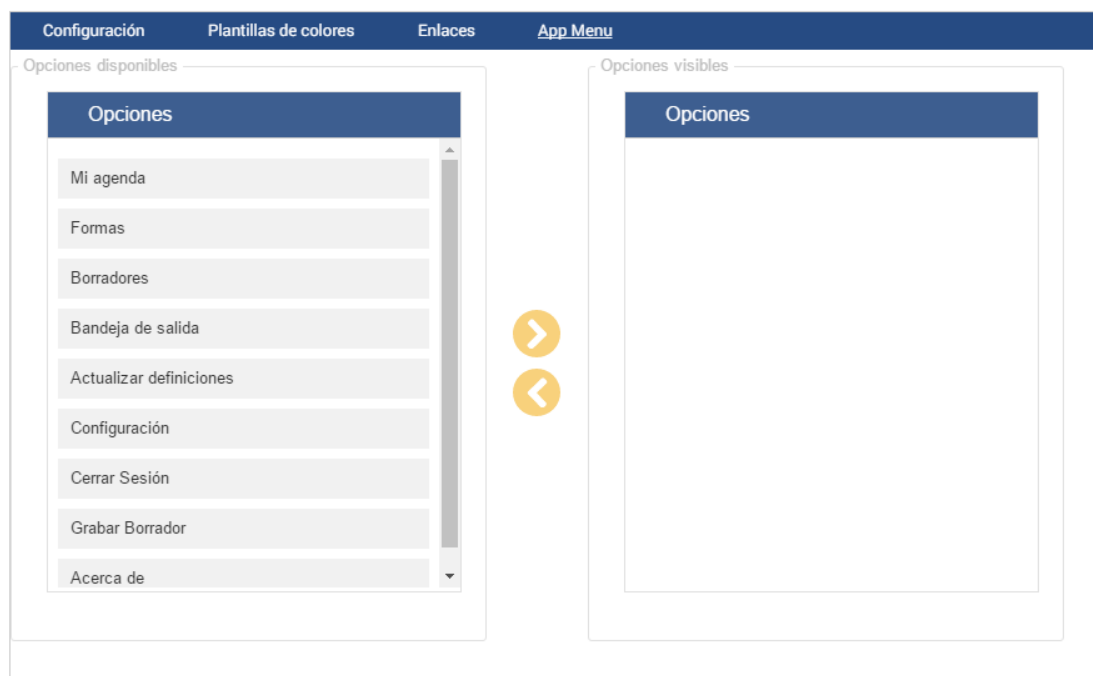 Configuración Plantillas de colores Enlaces App Menu
Opciones disponibles
Opciones
Mi agenda
Formas
Borradores
Bandeja de salida
Actualizar definiciones
Configuración
Cerrar Sesión
Grabar Borrador
Acerca de
Opciones visibles
Opciones